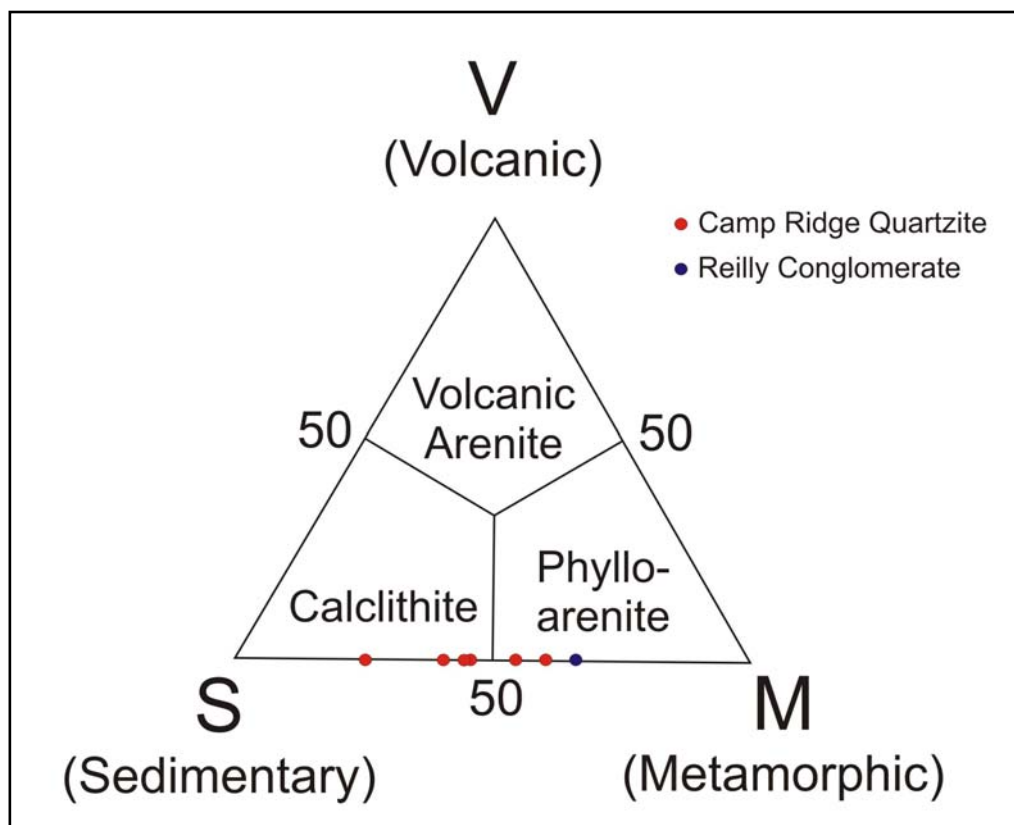 V
(Volcanic)
Camp Ridge Quartzite
Reilly Conglomerate
Volcanic
Arenite
50
50
Calclithite
Phyllo-
arenite
50
S
(Sedimentary)
M
(Metamorphic)